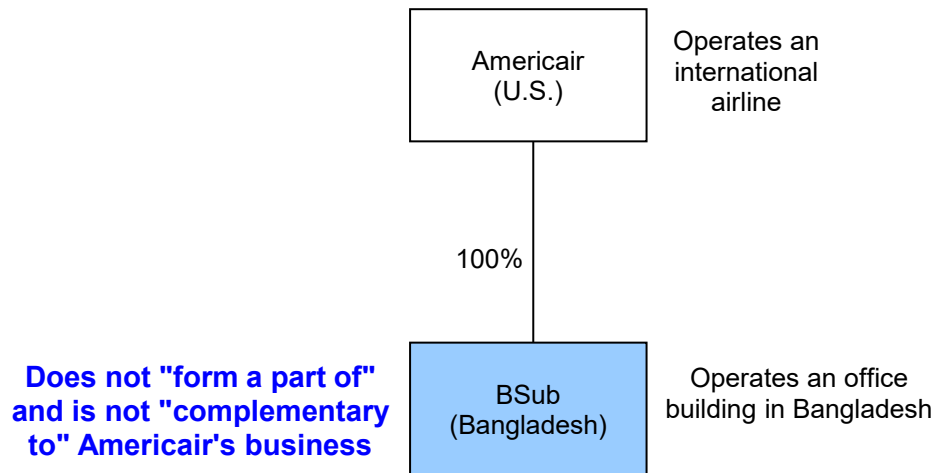 Americair
(U.S.)
Operates an
international
airline
100%
Does not "form a part of"
and is not "complementary
to" Americair's business
BSub
(Bangladesh)
Operates an office
building in Bangladesh